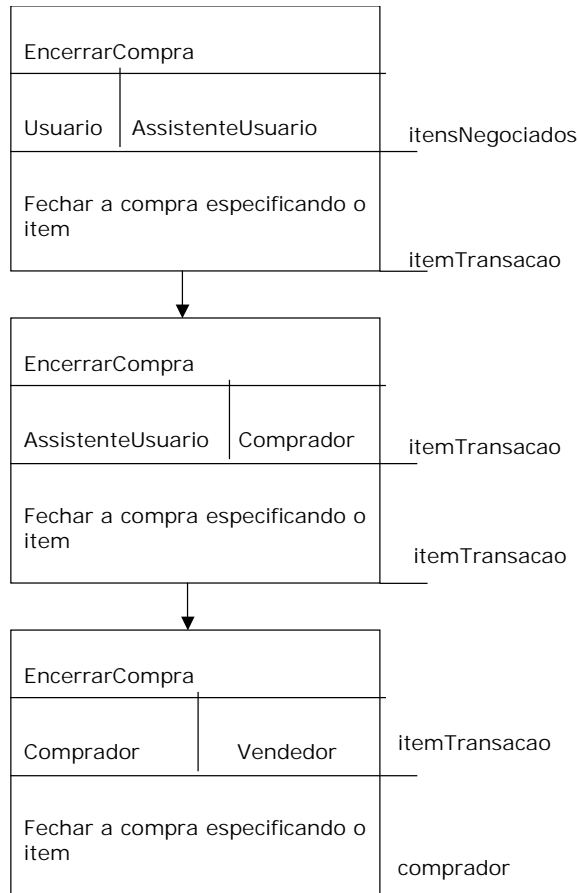 EncerrarCompra
Usuario AssistenteUsuario
itensNegociados
Fechar a compra especificando o
item
itemTransacao
EncerrarCompra
AssistenteUsuario Comprador
itemTransacao
Fechar a compra especificando o
item
itemTransacao
EncerrarCompra
Comprador Vendedor
itemTransacao
Fechar a compra especificando o
item
comprador